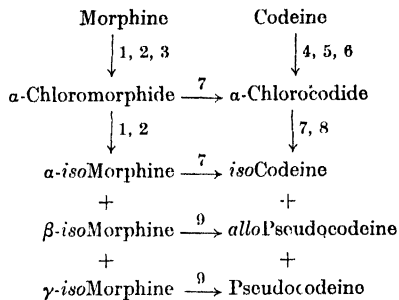 Morphine Codeine
1, 2, 3 4, 5, 6
α-Chloromorphide 7 α-Chlorocodide
1, 2 7, 8
α-isoMorphine 7 isoCodeine
+ +
β-isoMorphine 9 alloPseudocodeine
+ +
γ-isoMorphine 9 Pseudocodeine